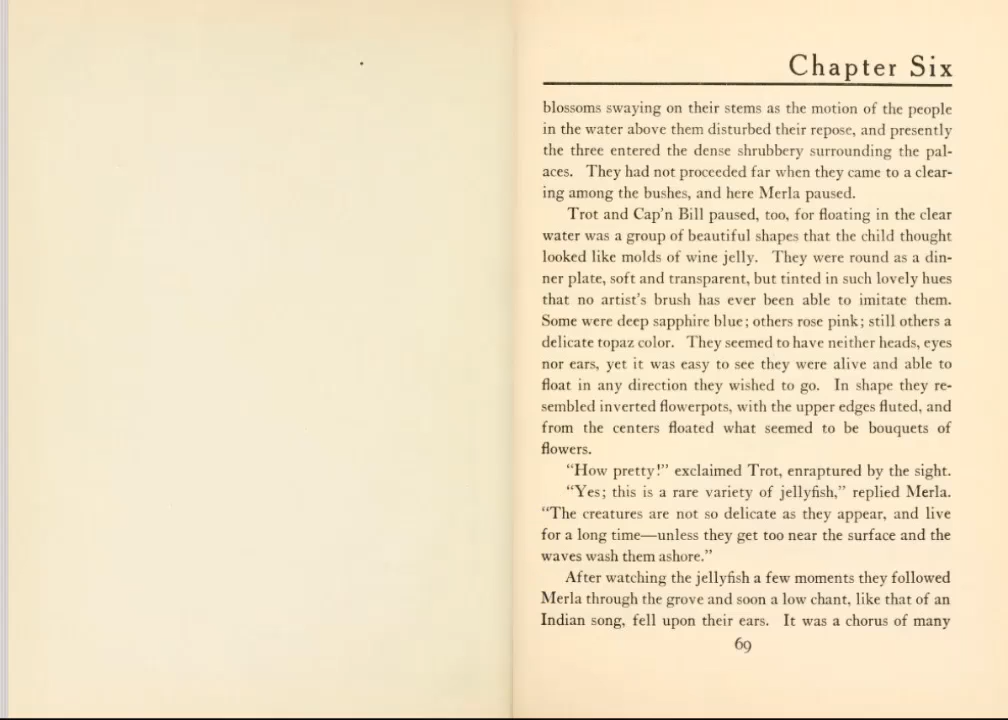 Chapter Six
blossoms swaying on their stems as the motion of the people
in the water above them disturbed their repose, and presently
the three entered the dense shrubbery surrounding the pal-
aces. They had not proceeded far when they came to a clear-
ing among the bushes, and here Merla paused.
Trot and Cap'n Bill paused, too, for floating in the clear
water was a group of beautiful shapes that the child thought
looked like molds of wine jelly. They were round as a din-
ner plate, soft and transparent, but tinted in such lovely hues
that no artist's brush has ever been able to imitate them.
Some were deep sapphire blue; others rose pink; still others a
delicate topaz color. They seemed to have neither heads, eyes
nor ears, yet it was easy to see they were alive and able to
float in any direction they wished to go. In shape they re-
sembled inverted flowerpots, with the upper edges fluted, and
from the centers floated what seemed to be bouquets of
flowers.
"How pretty!" exclaimed Trot, enraptured by the sight.
"Yes; this is a rare variety of jellyfish," replied Merla.
"The creatures are not so delicate as they appear, and live
for a long time—unless they get too near the surface and the
waves wash them ashore."
After watching the jellyfish a few moments they followed
Merla through the grove and soon a low chant, like that of an
Indian song, fell upon their ears. It was a chorus of many
69